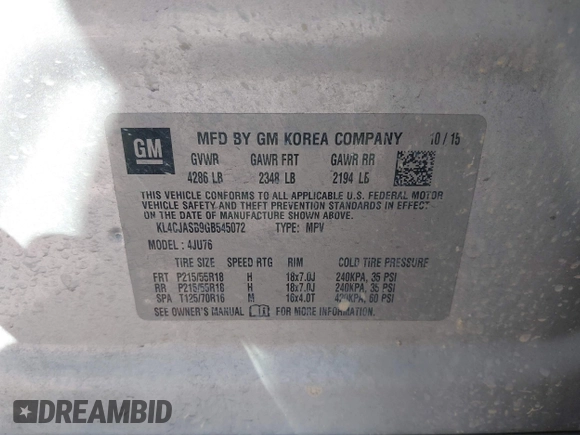 GM MFD BY GM KOREA COMPANY 10 / 15
GVWR GAWR FRT GAWR RR
4286 LB 2348 LB 2194 LB
THIS VEHICLE CONFORMS TO ALL APPLICABLE U.S. FEDERAL MOTOR
VEHICLE SAFETY AND THEFT PREVENTION STANDARDS IN EFFECT ON
THE DATE OF MANUFACTURE SHOWN ABOVE.
KL4CJASB9GB545072 TYPE: MPV
MODEL : 4JU76
TIRE SIZE SPEED RTG RIM COLD TIRE PRESSURE
FRT P215/55R18 H 18x7.0J 240KPA, 35 PSI
RR P215/55R18 H 18x7.0J 240KPA, 35 PSI
SPA T125/70R16 M 16x4.0T 420KPA, 60 PSI
SEE OWNER'S MANUAL FOR MORE INFORMATION
DREAMBID